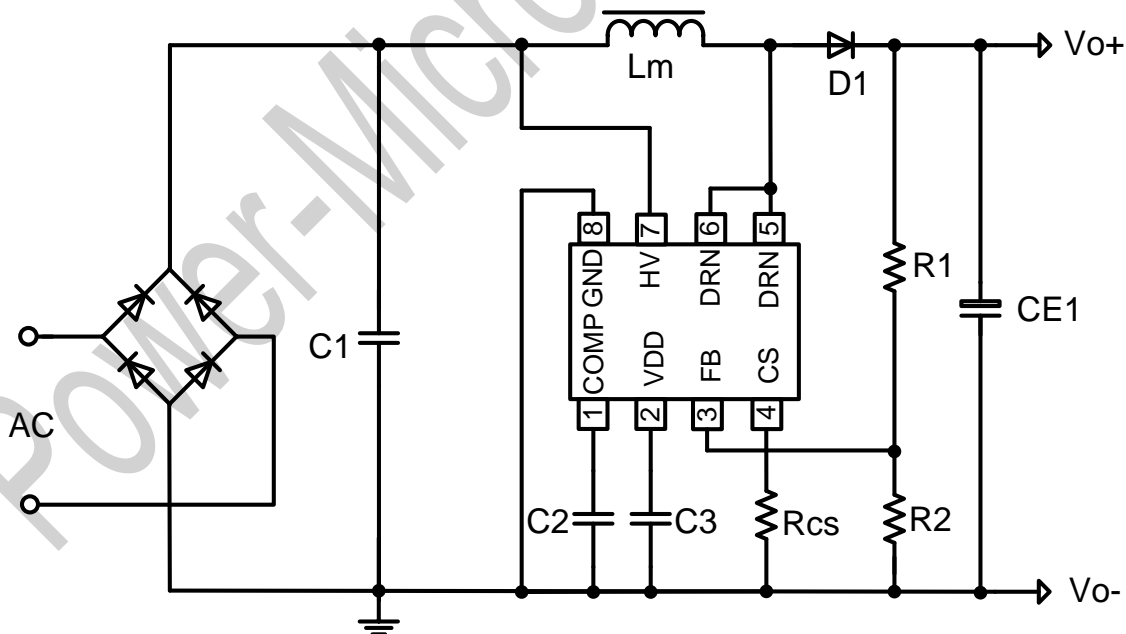 Power-Micro
Vo+
Lm
D1
8
7
6
5
GND
HV
DRN
DRN
R1
CE1
C1
COMP
VDD
FB
CS
1
2
3
4
AC
C2
C3
Rcs
R2
Vo-